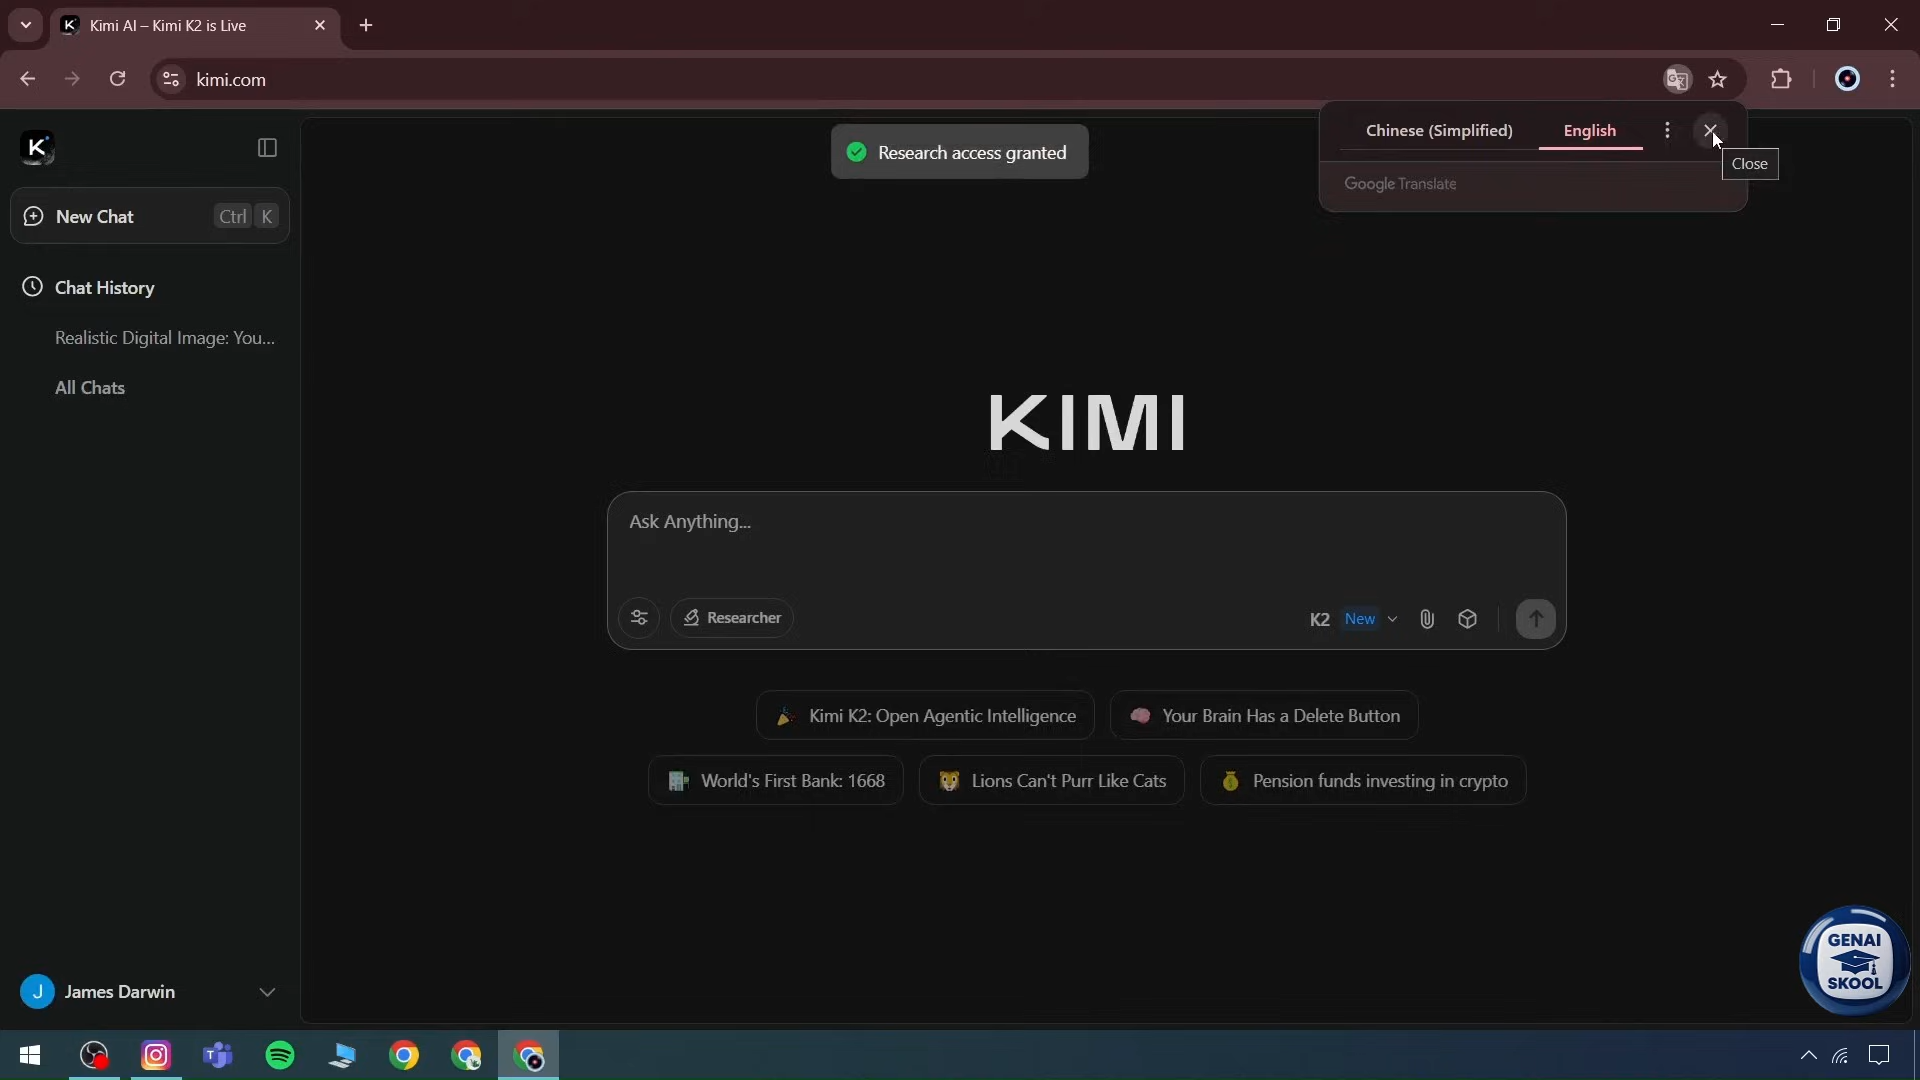 Kimi AI – Kimi K2 is Live
kimi.com
Chinese (Simplified)
English
Google Translate
Close
Research access granted
K
New Chat
Ctrl K
Chat History
Realistic Digital Image: You...
All Chats
KIMI
Ask Anything...
Researcher
K2 New
Kimi K2: Open Agentic Intelligence
Your Brain Has a Delete Button
World's First Bank: 1668
Lions Can't Purr Like Cats
Pension funds investing in crypto
J James Darwin
GENAI
SKOOL